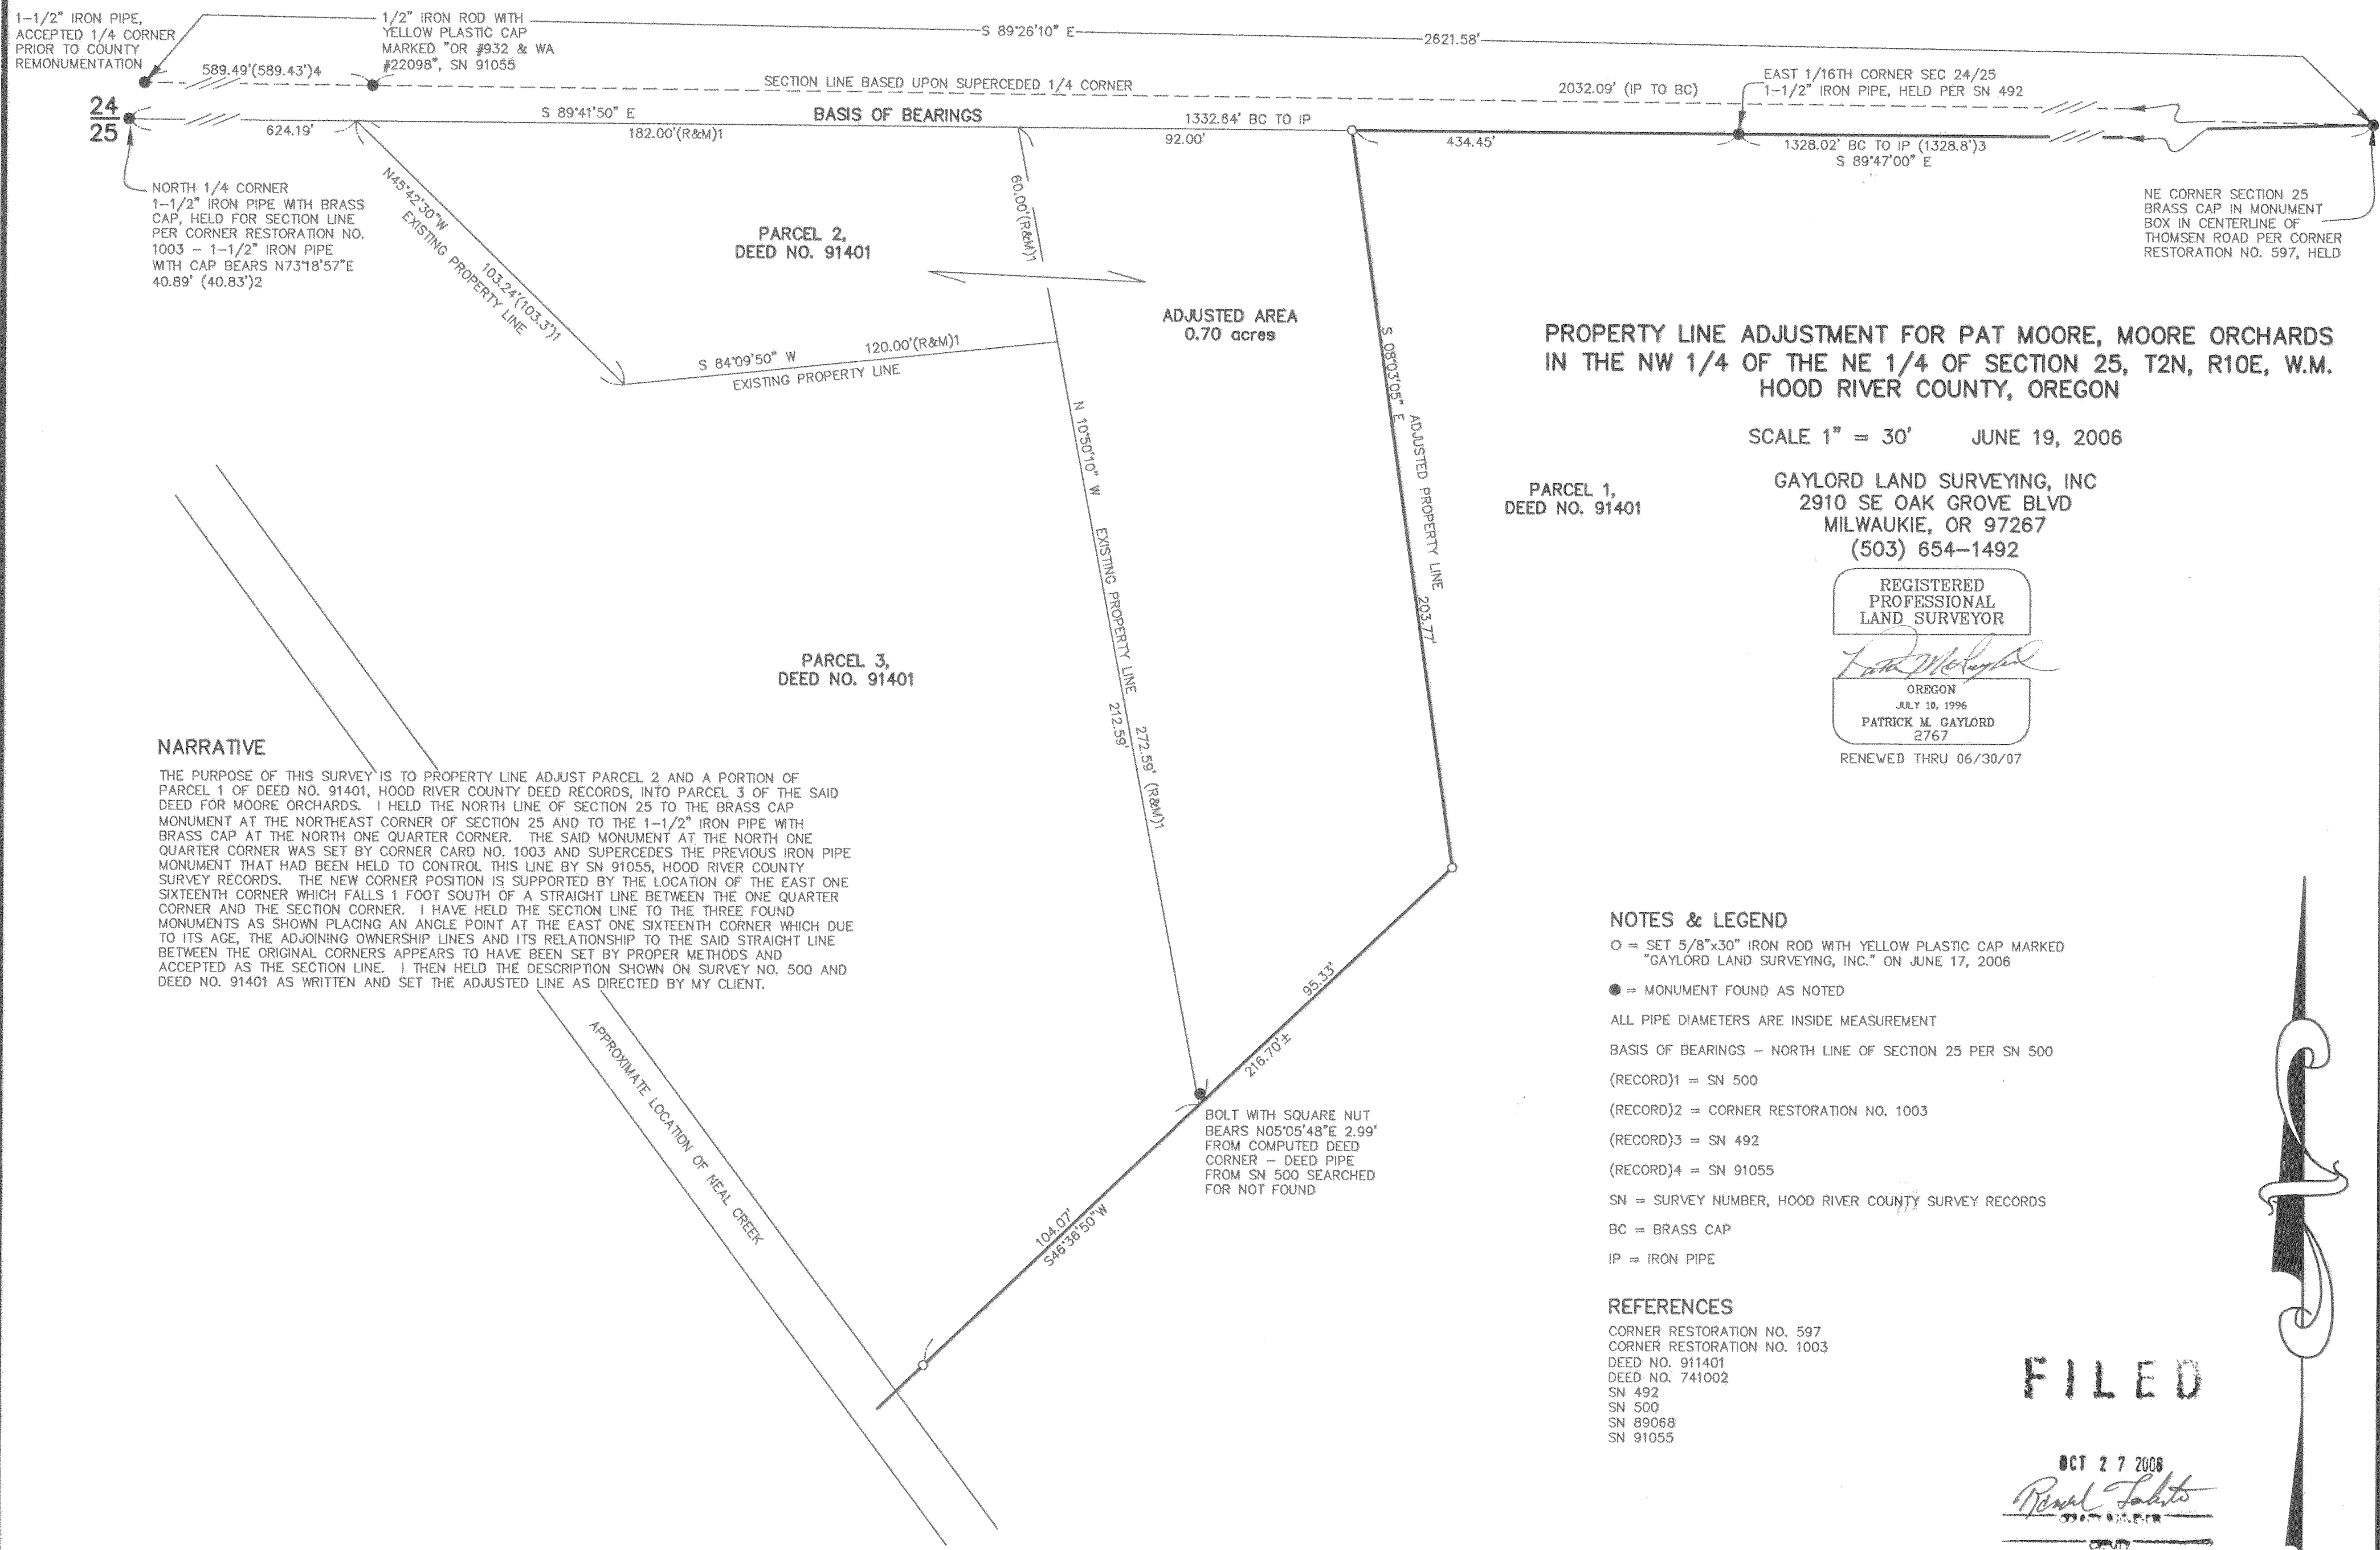 1-1/2" IRON PIPE,
ACCEPTED 1/4 CORNER
PRIOR TO COUNTY
REMONUMENTATION
1/2" IRON ROD WITH
YELLOW PLASTIC CAP
MARKED "OR #932 & WA
#22098", SN 91055
S 89°26'10" E
2621.58'
589.49'(589.43')4
SECTION LINE BASED UPON SUPERCEDED 1/4 CORNER
2032.09' (IP TO BC)
EAST 1/16TH CORNER SEC 24/25
1-1/2" IRON PIPE, HELD PER SN 492
24
25
624.19'
S 89°41'50" E
182.00'(R&M)1
BASIS OF BEARINGS
1332.64' BC TO IP
92.00'
434.45'
1328.02' BC TO IP (1328.8')3
S 89°47'00" E
NORTH 1/4 CORNER
1-1/2" IRON PIPE WITH BRASS
CAP, HELD FOR SECTION LINE
PER CORNER RESTORATION NO.
1003 - 1-1/2" IRON PIPE
WITH CAP BEARS N73°18'57"E
40.89' (40.83')2
NE CORNER SECTION 25
BRASS CAP IN MONUMENT
BOX IN CENTERLINE OF
THOMSEN ROAD PER CORNER
RESTORATION NO. 597, HELD
N45°42'30"W
EXISTING PROPERTY LINE
103.24'(103.3')1
60.00'(R&M)1
PARCEL 2,
DEED NO. 91401
ADJUSTED AREA
0.70 acres
S 84°09'50" W
120.00'(R&M)1
EXISTING PROPERTY LINE
S 08°03'05" E
ADJUSTED PROPERTY LINE
203.77'
N 10°50'10" W
EXISTING PROPERTY LINE
212.59'
272.59' (R&M)1
PROPERTY LINE ADJUSTMENT FOR PAT MOORE, MOORE ORCHARDS
IN THE NW 1/4 OF THE NE 1/4 OF SECTION 25, T2N, R10E, W.M.
HOOD RIVER COUNTY, OREGON
SCALE 1" = 30' JUNE 19, 2006
GAYLORD LAND SURVEYING, INC
2910 SE OAK GROVE BLVD
MILWAUKIE, OR 97267
(503) 654-1492
PARCEL 1,
DEED NO. 91401
REGISTERED
PROFESSIONAL
LAND SURVEYOR
OREGON
JULY 10, 1996
PATRICK M. GAYLORD
2767
RENEWED THRU 06/30/07
PARCEL 3,
DEED NO. 91401
NARRATIVE
THE PURPOSE OF THIS SURVEY IS TO PROPERTY LINE ADJUST PARCEL 2 AND A PORTION OF
PARCEL 1 OF DEED NO. 91401, HOOD RIVER COUNTY DEED RECORDS, INTO PARCEL 3 OF THE SAID
DEED FOR MOORE ORCHARDS. I HELD THE NORTH LINE OF SECTION 25 TO THE BRASS CAP
MONUMENT AT THE NORTHEAST CORNER OF SECTION 25 AND TO THE 1-1/2" IRON PIPE WITH
BRASS CAP AT THE NORTH ONE QUARTER CORNER. THE SAID MONUMENT AT THE NORTH ONE
QUARTER CORNER WAS SET BY CORNER CARD NO. 1003 AND SUPERCEDES THE PREVIOUS IRON PIPE
MONUMENT THAT HAD BEEN HELD TO CONTROL THIS LINE BY SN 91055, HOOD RIVER COUNTY
SURVEY RECORDS. THE NEW CORNER POSITION IS SUPPORTED BY THE LOCATION OF THE EAST ONE
SIXTEENTH CORNER WHICH FALLS 1 FOOT SOUTH OF A STRAIGHT LINE BETWEEN THE ONE QUARTER
CORNER AND THE SECTION CORNER. I HAVE HELD THE SECTION LINE TO THE THREE FOUND
MONUMENTS AS SHOWN PLACING AN ANGLE POINT AT THE EAST ONE SIXTEENTH CORNER WHICH DUE
TO ITS AGE, THE ADJOINING OWNERSHIP LINES AND ITS RELATIONSHIP TO THE SAID STRAIGHT LINE
BETWEEN THE ORIGINAL CORNERS APPEARS TO HAVE BEEN SET BY PROPER METHODS AND
ACCEPTED AS THE SECTION LINE. I THEN HELD THE DESCRIPTION SHOWN ON SURVEY NO. 500 AND
DEED NO. 91401 AS WRITTEN AND SET THE ADJUSTED LINE AS DIRECTED BY MY CLIENT.
APPROXIMATE LOCATION OF NEAL CREEK
95.33'
216.70'±
104.07'
S46°36'50"W
BOLT WITH SQUARE NUT
BEARS N05°05'48"E 2.99'
FROM COMPUTED DEED
CORNER - DEED PIPE
FROM SN 500 SEARCHED
FOR NOT FOUND
NOTES & LEGEND
O = SET 5/8"x30" IRON ROD WITH YELLOW PLASTIC CAP MARKED
"GAYLORD LAND SURVEYING, INC." ON JUNE 17, 2006
● = MONUMENT FOUND AS NOTED
ALL PIPE DIAMETERS ARE INSIDE MEASUREMENT
BASIS OF BEARINGS - NORTH LINE OF SECTION 25 PER SN 500
(RECORD)1 = SN 500
(RECORD)2 = CORNER RESTORATION NO. 1003
(RECORD)3 = SN 492
(RECORD)4 = SN 91055
SN = SURVEY NUMBER, HOOD RIVER COUNTY SURVEY RECORDS
BC = BRASS CAP
IP = IRON PIPE
REFERENCES
CORNER RESTORATION NO. 597
CORNER RESTORATION NO. 1003
DEED NO. 911401
DEED NO. 741002
SN 492
SN 500
SN 89068
SN 91055
FILED
OCT 27 2006
DEPUTY